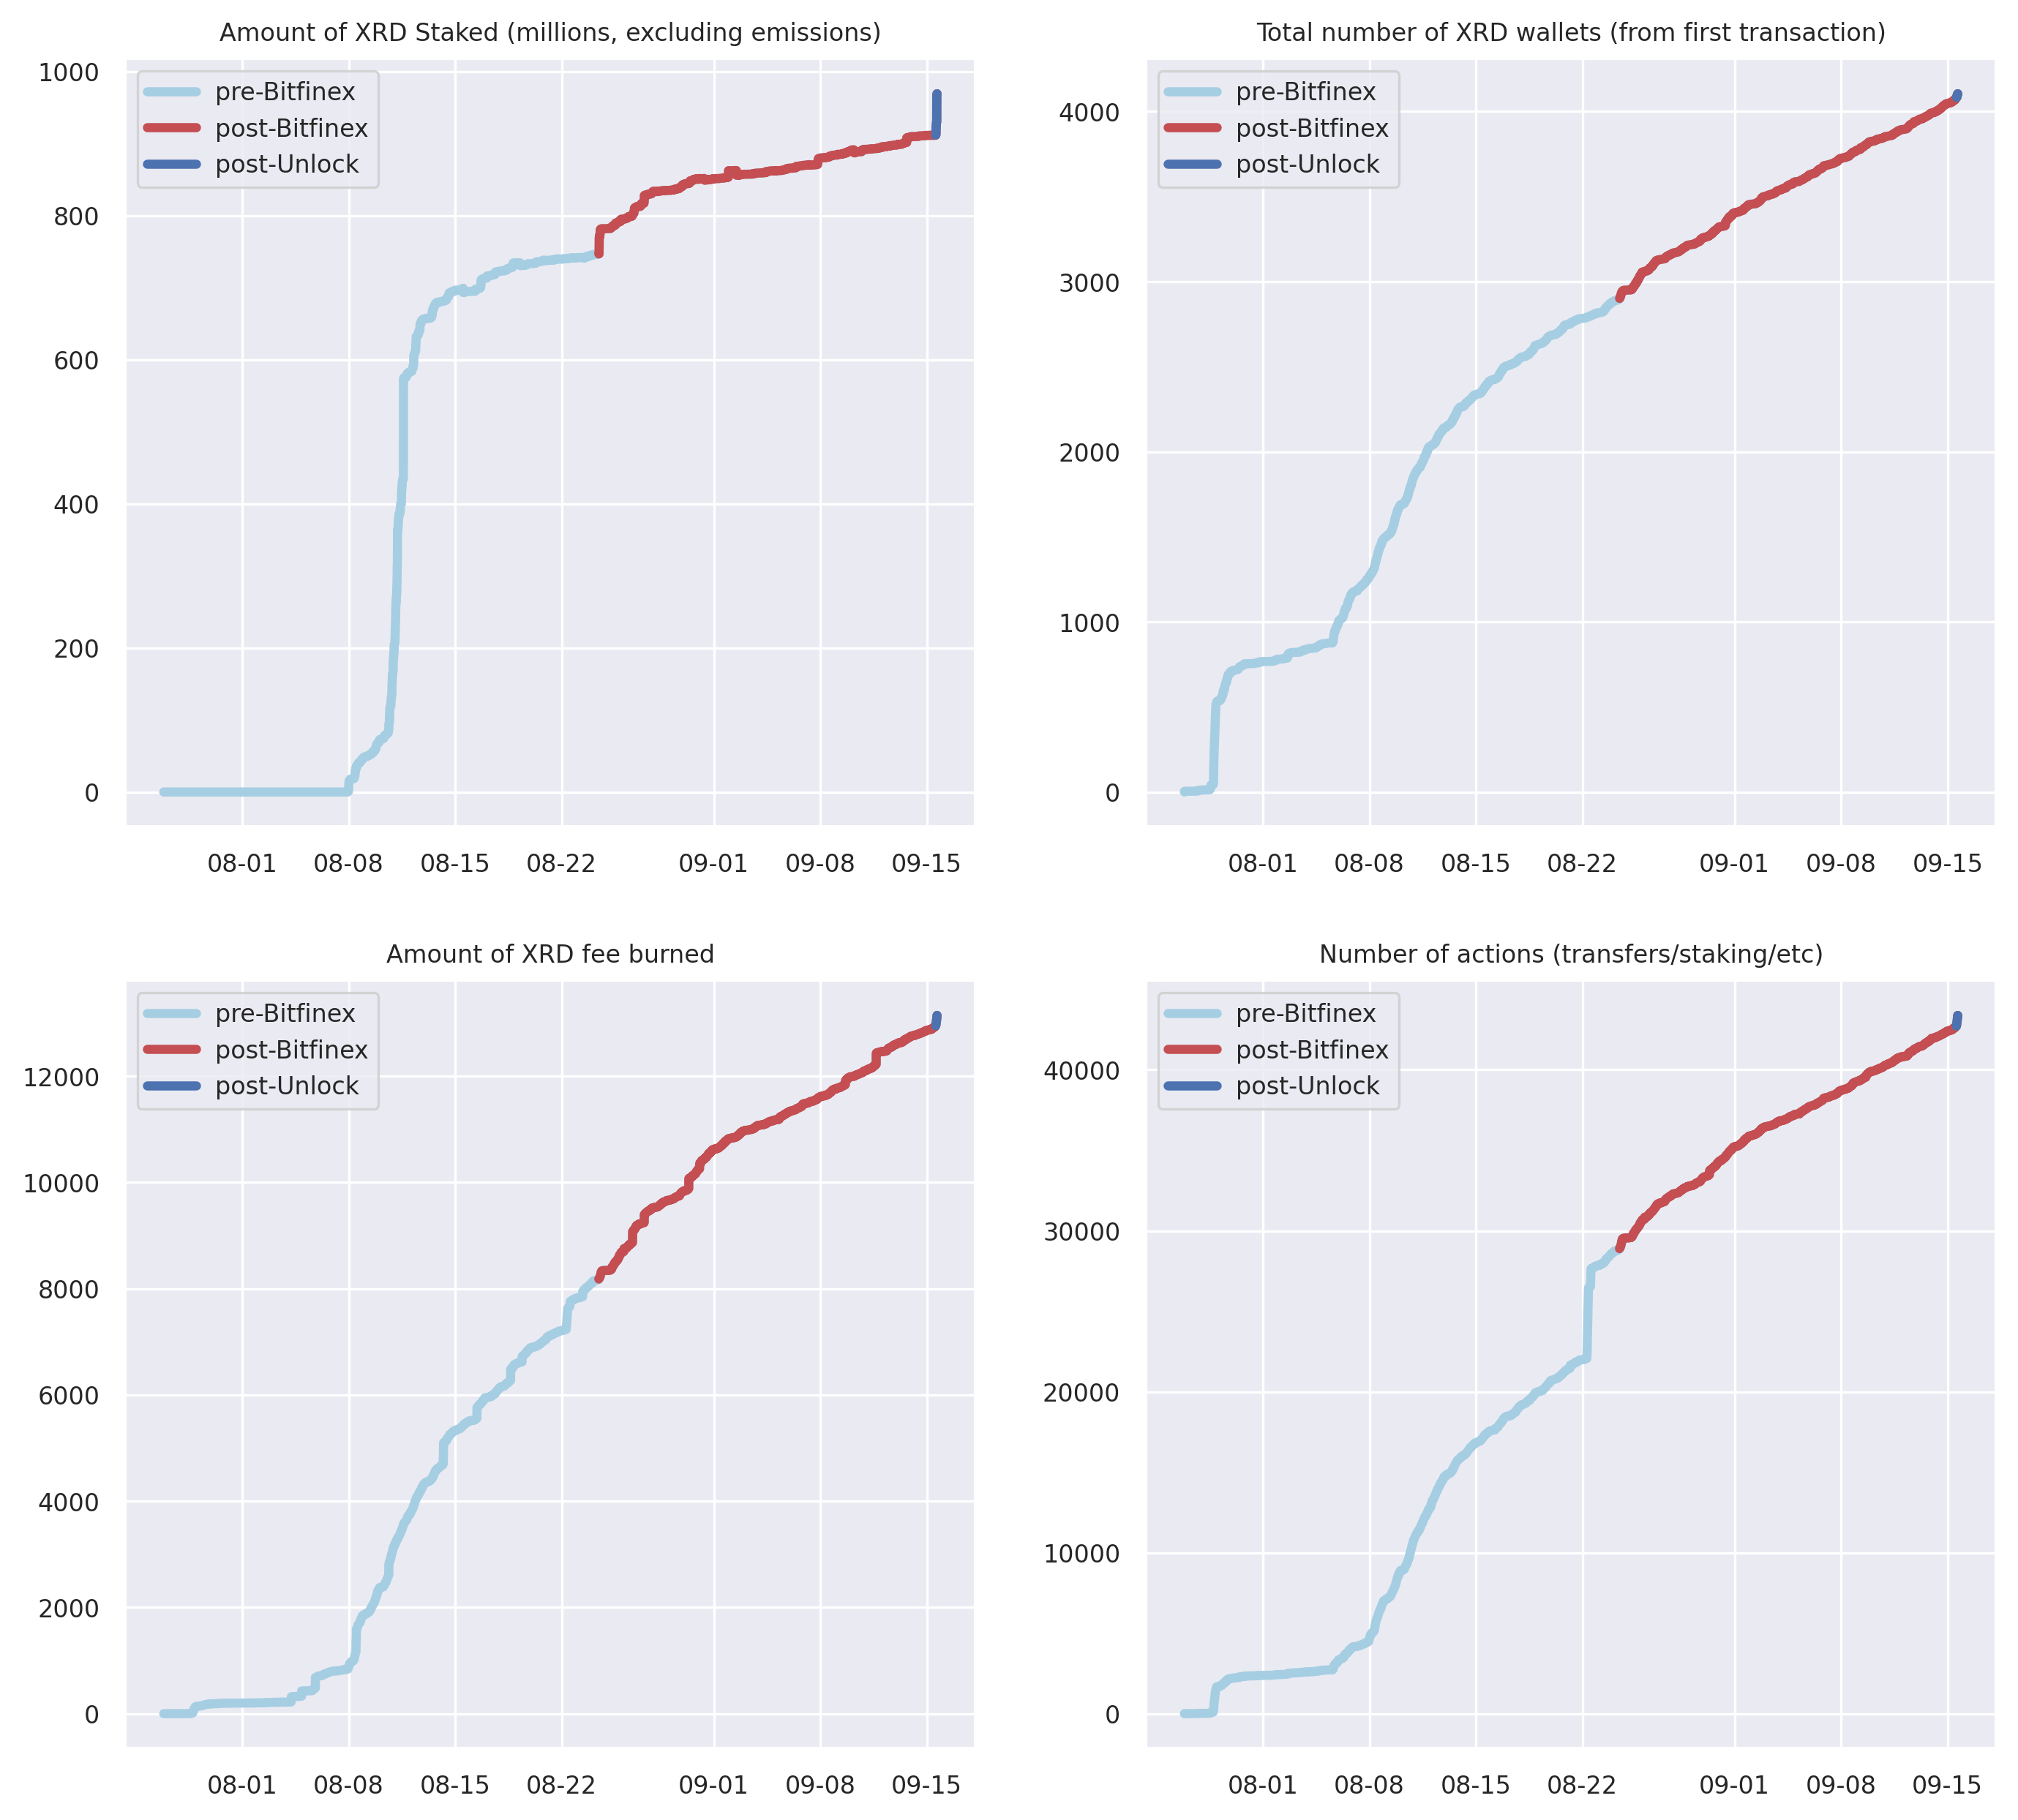 Amount of XRD Staked (millions, excluding emissions)
1000
800
600
400
200
0
pre-Bitfinex
post-Bitfinex
post-Unlock
08-01 08-08 08-15 08-22 09-01 09-08 09-15
Total number of XRD wallets (from first transaction)
4000
3000
2000
1000
0
pre-Bitfinex
post-Bitfinex
post-Unlock
08-01 08-08 08-15 08-22 09-01 09-08 09-15
Amount of XRD fee burned
12000
10000
8000
6000
4000
2000
0
pre-Bitfinex
post-Bitfinex
post-Unlock
08-01 08-08 08-15 08-22 09-01 09-08 09-15
Number of actions (transfers/staking/etc)
40000
30000
20000
10000
0
pre-Bitfinex
post-Bitfinex
post-Unlock
08-01 08-08 08-15 08-22 09-01 09-08 09-15